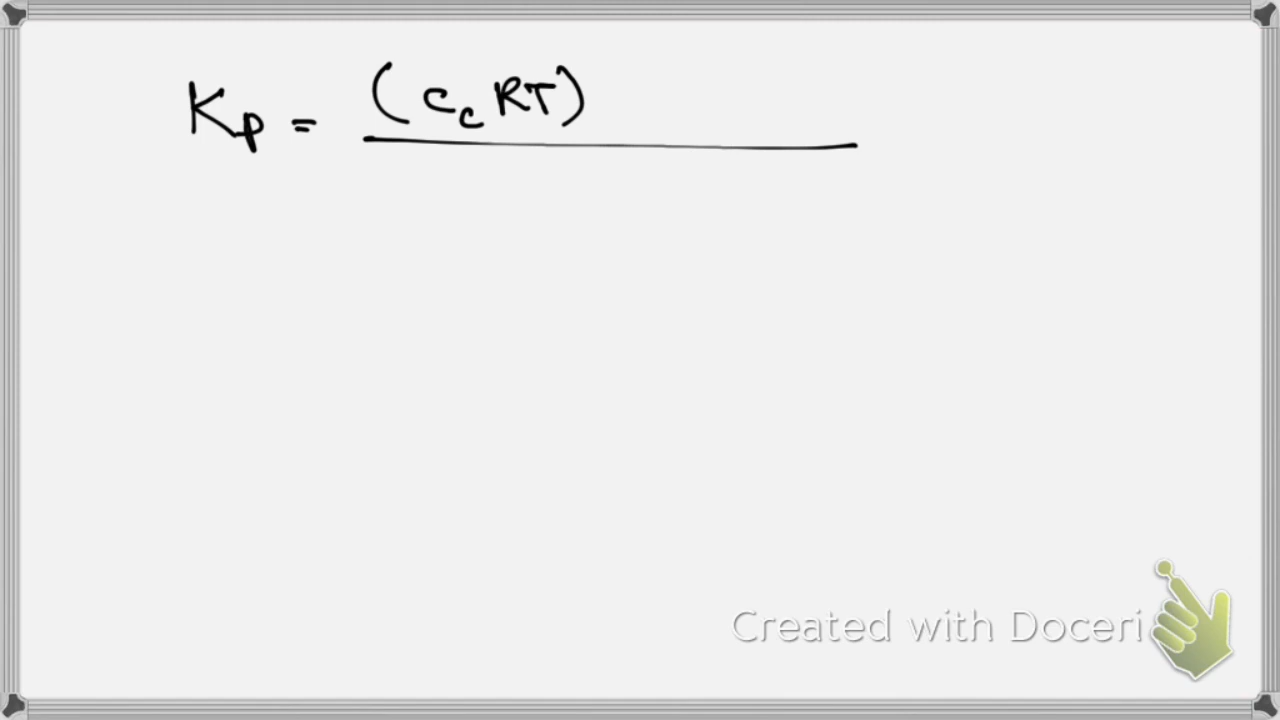 Kp = (Cc RT)
Created with Doceri